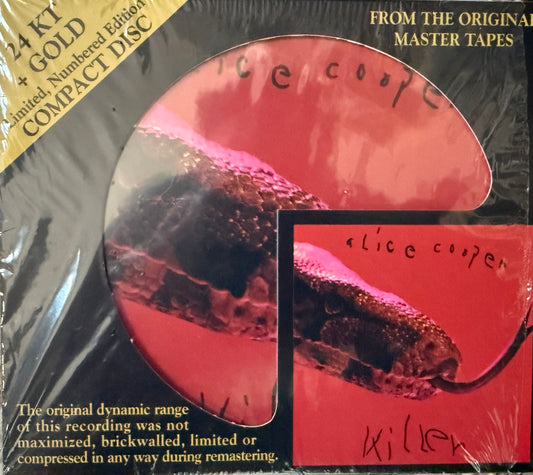 24 KT
+ GOLD
Limited, Numbered Edition
COMPACT DISC
FROM THE ORIGINAL
MASTER TAPES
alice cooper
alice cooper
Killer
The original dynamic range
of this recording was not
maximized, brickwalled, limited or
compressed in any way during remastering.